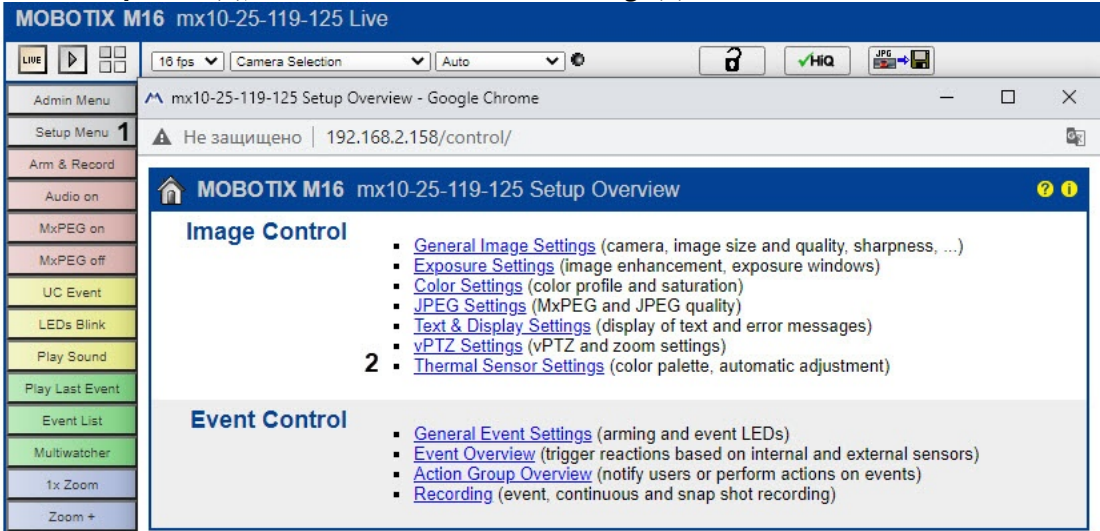 MOBOTIX M16 mx10-25-119-125 Live
LIVE 16 fps Camera Selection Auto HiQ JPG
Admin Menu
mx10-25-119-125 Setup Overview - Google Chrome
Setup Menu 1
Не защищено | 192.168.2.158/control/
Arm & Record
Audio on
MOBOTIX M16 mx10-25-119-125 Setup Overview ? i
MxPEG on
MxPEG off
UC Event
LEDs Blink
Play Sound
Play Last Event
Event List
Multiwatcher
1x Zoom
Zoom +
Image Control
General Image Settings (camera, image size and quality, sharpness, ...)
Exposure Settings (image enhancement, exposure windows)
Color Settings (color profile and saturation)
JPEG Settings (MxPEG and JPEG quality)
Text & Display Settings (display of text and error messages)
vPTZ Settings (vPTZ and zoom settings)
2 Thermal Sensor Settings (color palette, automatic adjustment)
Event Control
General Event Settings (arming and event LEDs)
Event Overview (trigger reactions based on internal and external sensors)
Action Group Overview (notify users or perform actions on events)
Recording (event, continuous and snap shot recording)